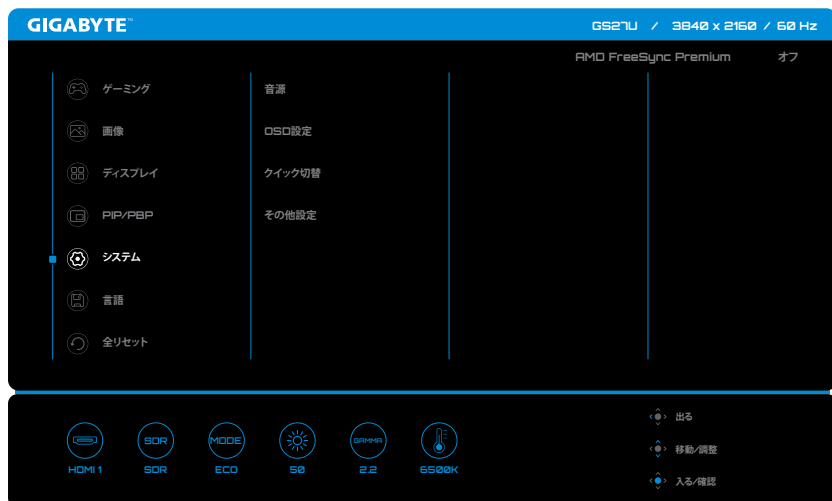 GIGABYTE™
GS27U / 3840 x 2160 / 60 Hz
AMD FreeSync Premium オフ
ゲーミング
画像
ディスプレイ
PIP/PBP
システム
言語
全リセット
音源
OSD設定
クイック切替
その他設定
SDR
MODE
GAMMA
HDMI 1
SDR
ECO
50
2.2
6500K
出る
移動/調整
入る/確認